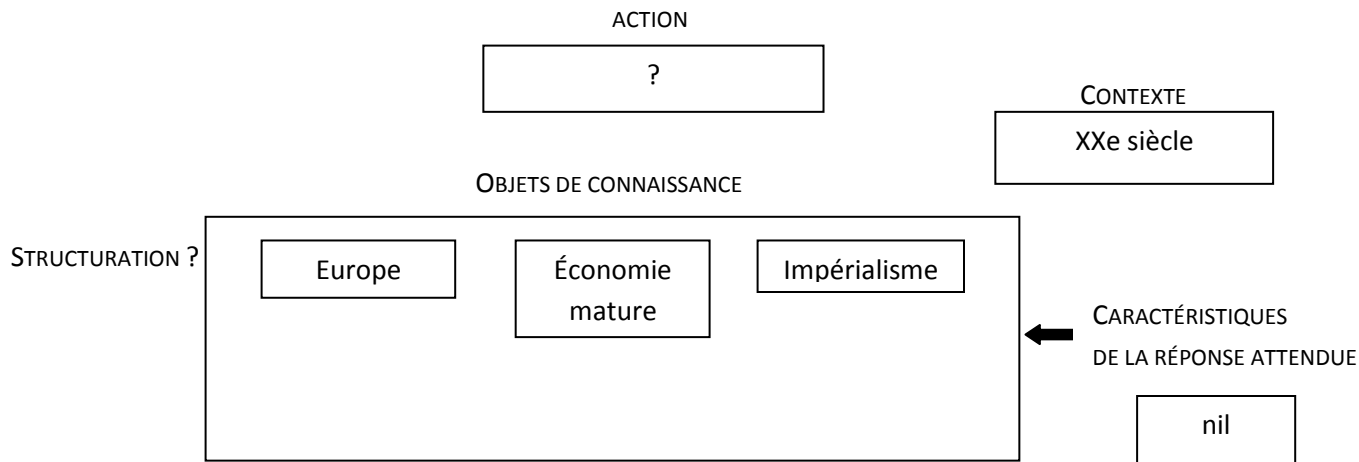 ACTION
?
CONTEXTE
XXe siècle
OBJETS DE CONNAISSANCE
STRUCTURATION ?
Europe
Économie
mature
Impérialisme
CARACTÉRISTIQUES
DE LA RÉPONSE ATTENDUE
nil